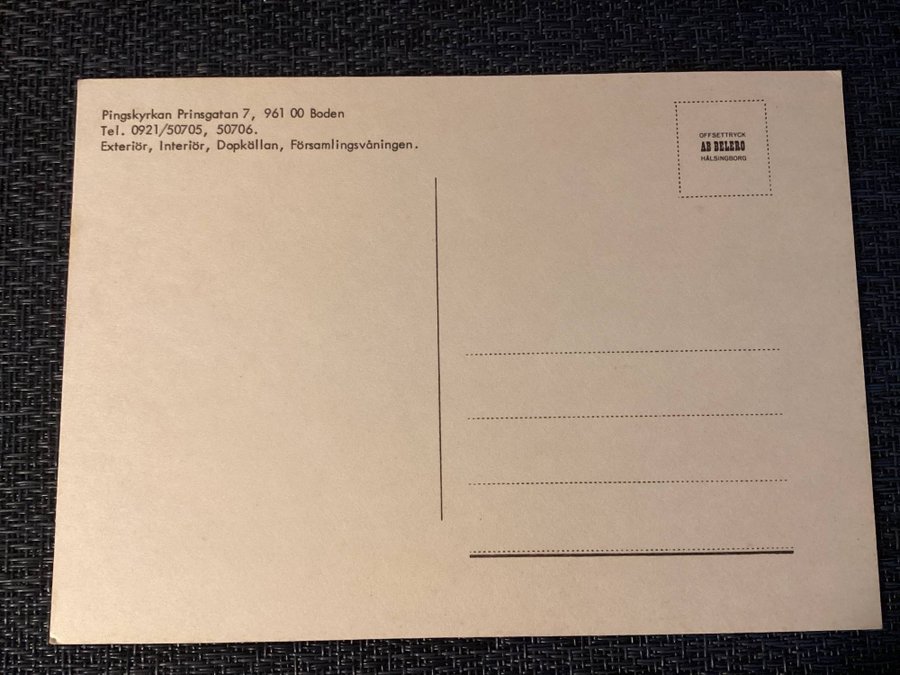 Pingskyrkan Prinsgatan 7, 961 00 Boden
Tel. 0921/50705, 50706.
Exteriör, Interiör, Dopkällan, Församlingsvåningen.
OFFSETTRYCK
AB BELERO
HÄLSINGBORG